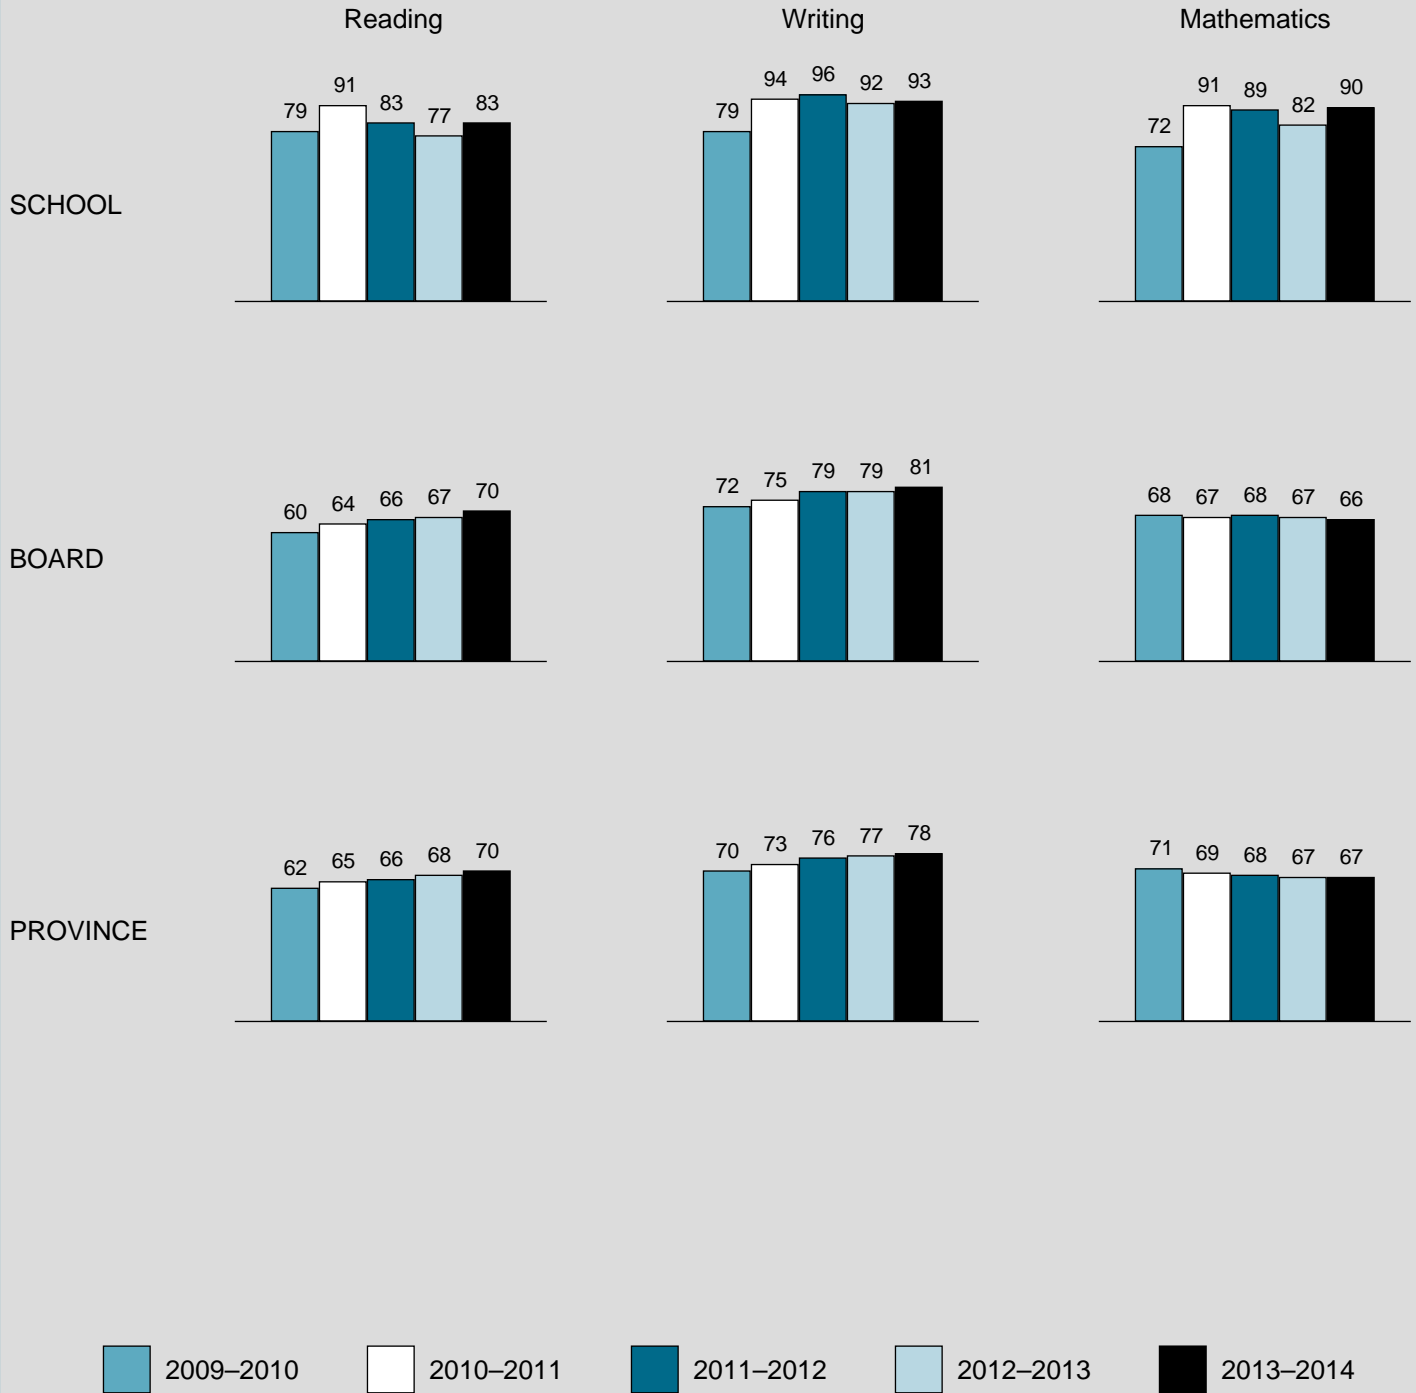 Reading Writing Mathematics
SCHOOL
79 91 83 77 83
79 94 96 92 93
72 91 89 82 90
BOARD
60 64 66 67 70
72 75 79 79 81
68 67 68 67 66
PROVINCE
62 65 66 68 70
70 73 76 77 78
71 69 68 67 67
2009–2010 2010–2011 2011–2012 2012–2013 2013–2014